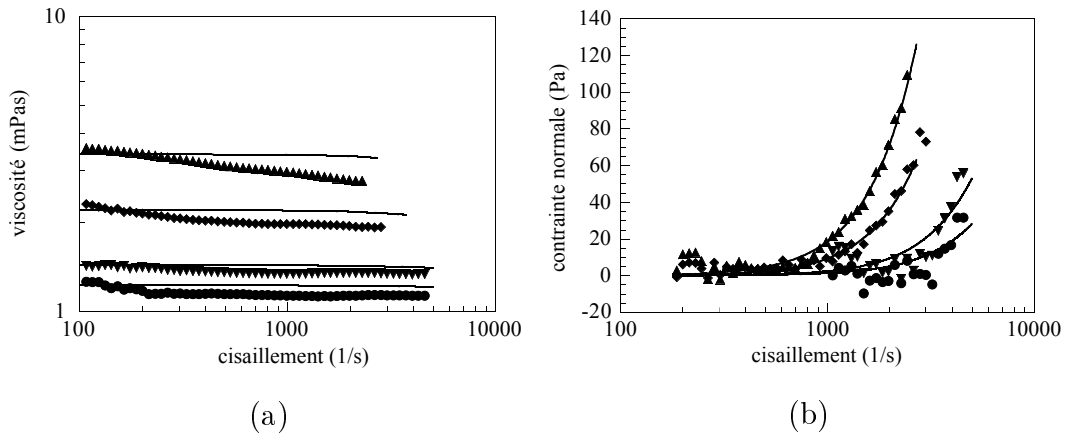 10
1
100
1000
10000
viscosité (mPas)
cisaillement (1/s)
(a)
140
120
100
80
60
40
20
0
-20
100
1000
10000
contrainte normale (Pa)
cisaillement (1/s)
(b)